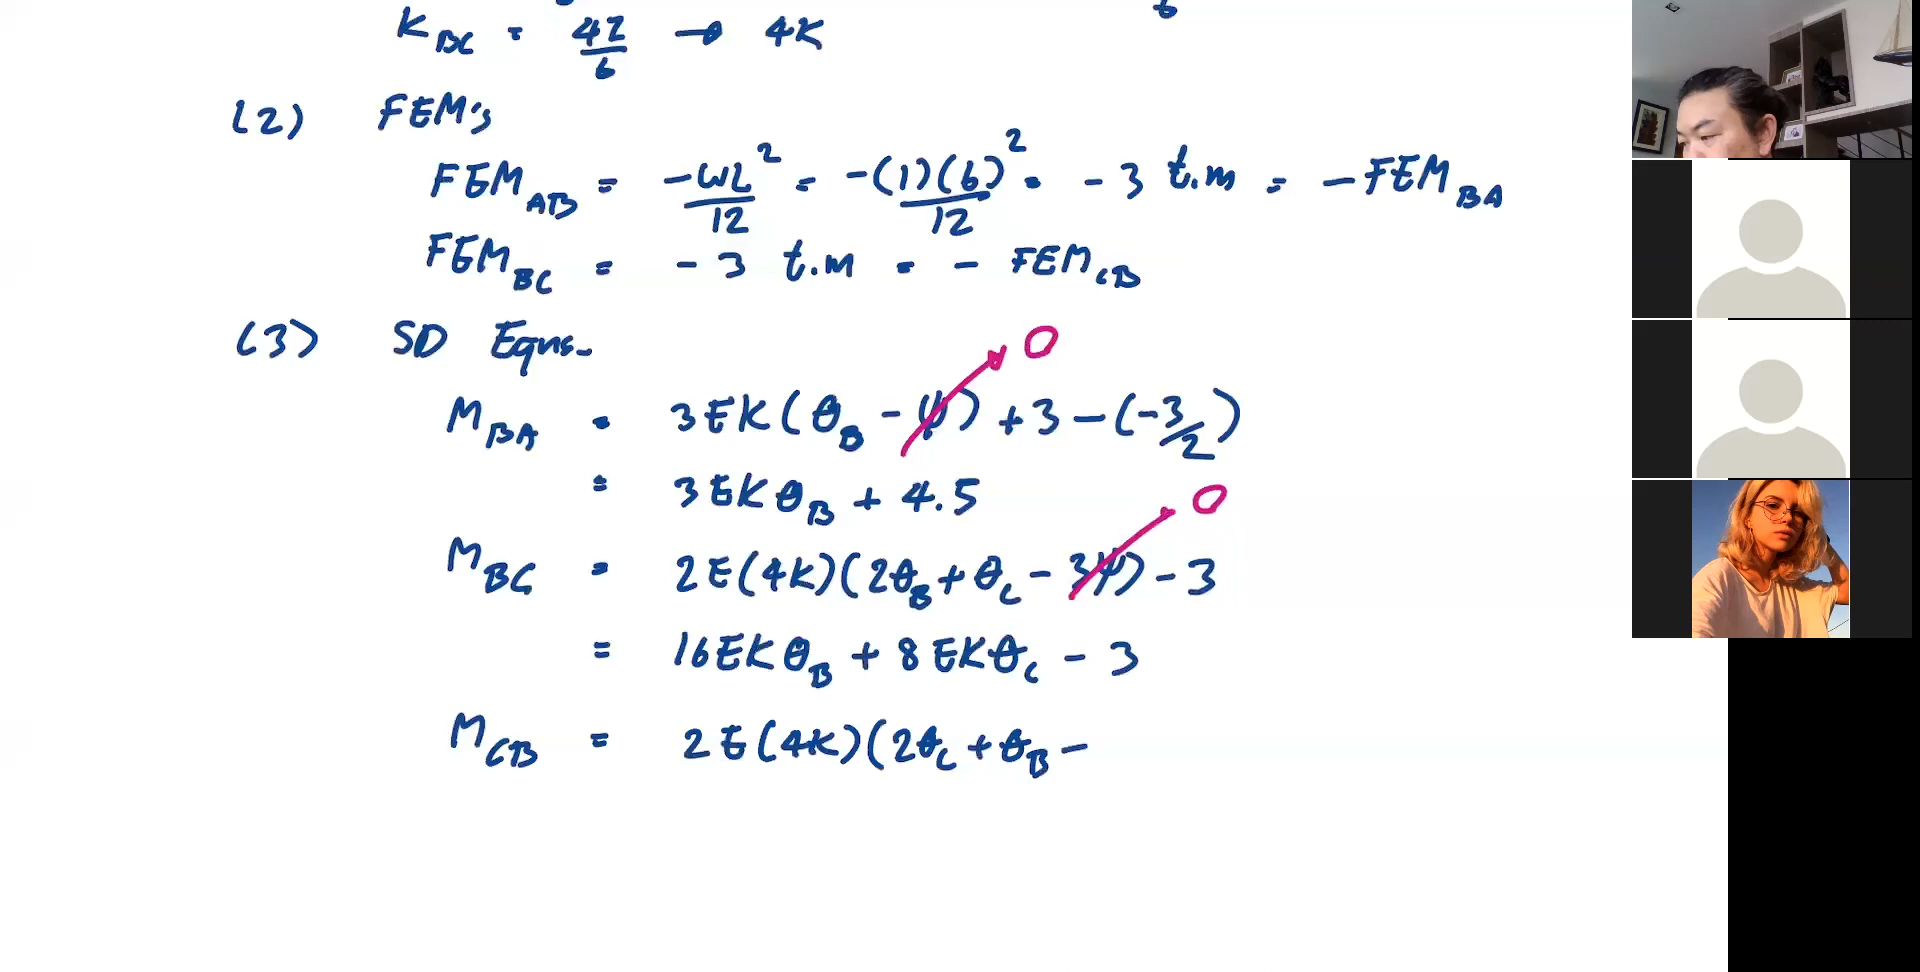 K_BC = 4I/6 → 4K
(2) FEM's
FEM_AB = -wL²/12 = -(1)(6)²/12 = -3 t.m = -FEM_BA
FEM_BC = -3 t.m = - FEM_CB
(3) SD Eqns.
M_BA = 3EK(θ_B - ψ) + 3 - (-3/2) 0
= 3EKθ_B + 4.5
M_BC = 2E(4K)(2θ_B + θ_C - 3ψ) - 3 0
= 16EKθ_B + 8EKθ_C - 3
M_CB = 2E(4K)(2θ_C + θ_B -